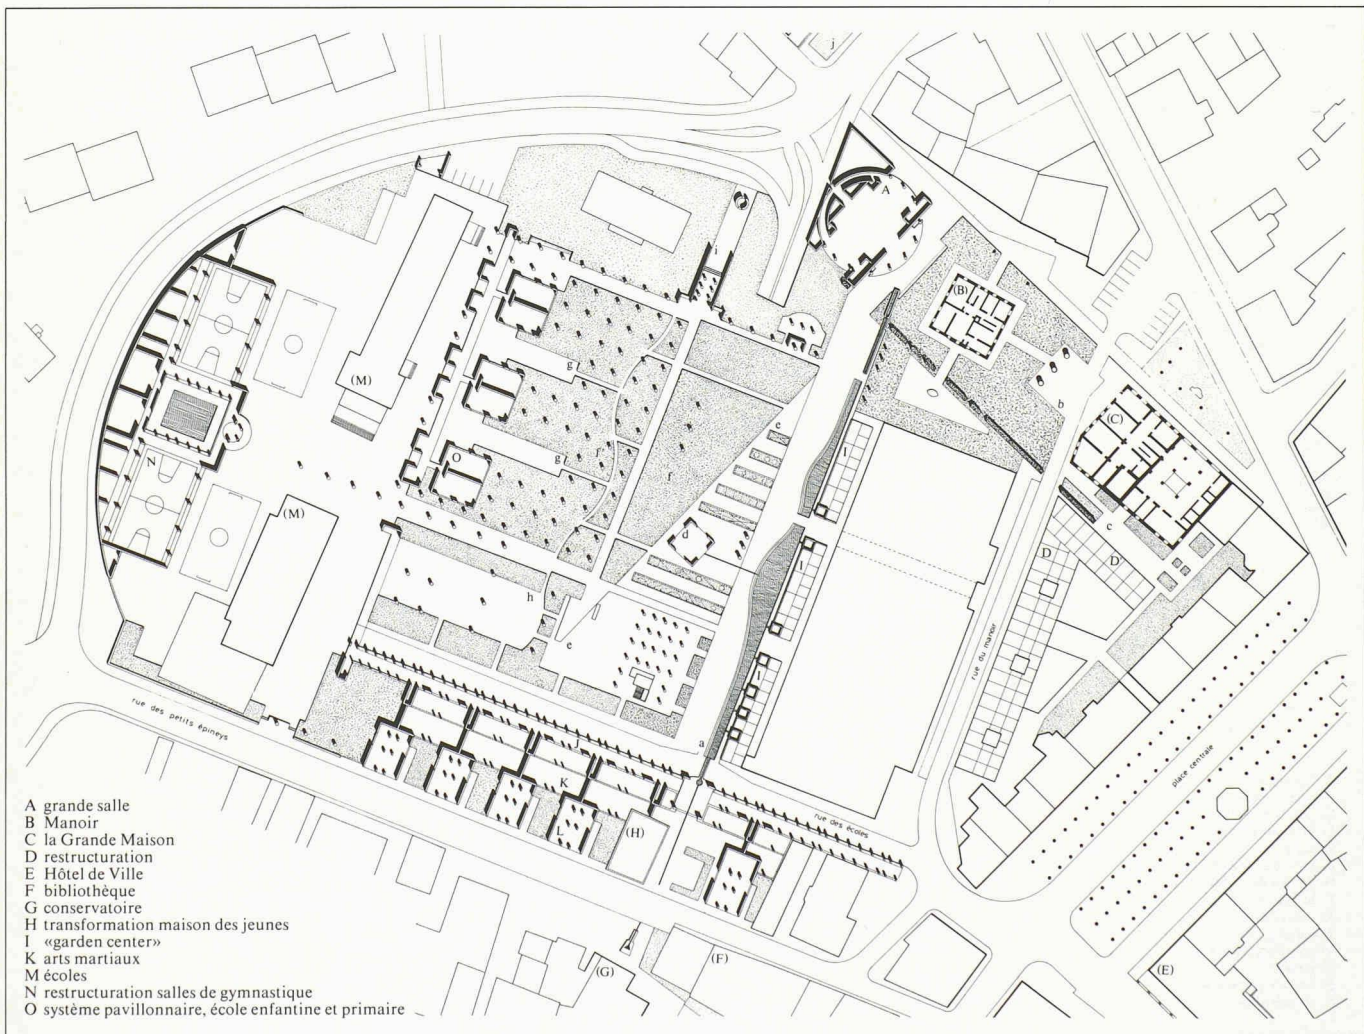 j
k
A
i
(B)
g
(M)
b
e
(C)
I
N
g
O
f
f
(M)
d
c
D
D
I
h
e
rue du manoir
I
rue des petits épineys
j
a
place centrale
K
L
(H)
rue des écoles
(G)
(F)
(E)
A grande salle
B Manoir
C la Grande Maison
D restructuration
E Hôtel de Ville
F bibliothèque
G conservatoire
H transformation maison des jeunes
I «garden center»
K arts martiaux
M écoles
N restructuration salles de gymnastique
O système pavillonnaire, école enfantine et primaire